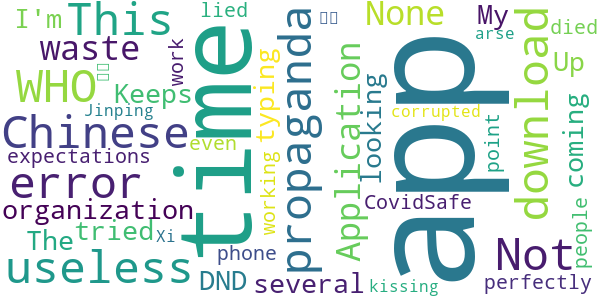 I'm
This
lied
None
My
arse
died
waste
time
propaganda
app
download
Up
WHO
work
Keeps
typing
Application
looking
coming
Jinping
Chinese
even
corrupted
point
expectations
working
error
CovidSafe
organization
people
The
tried
Xi
phone
Not
useless
DND
several
perfectly
kissing